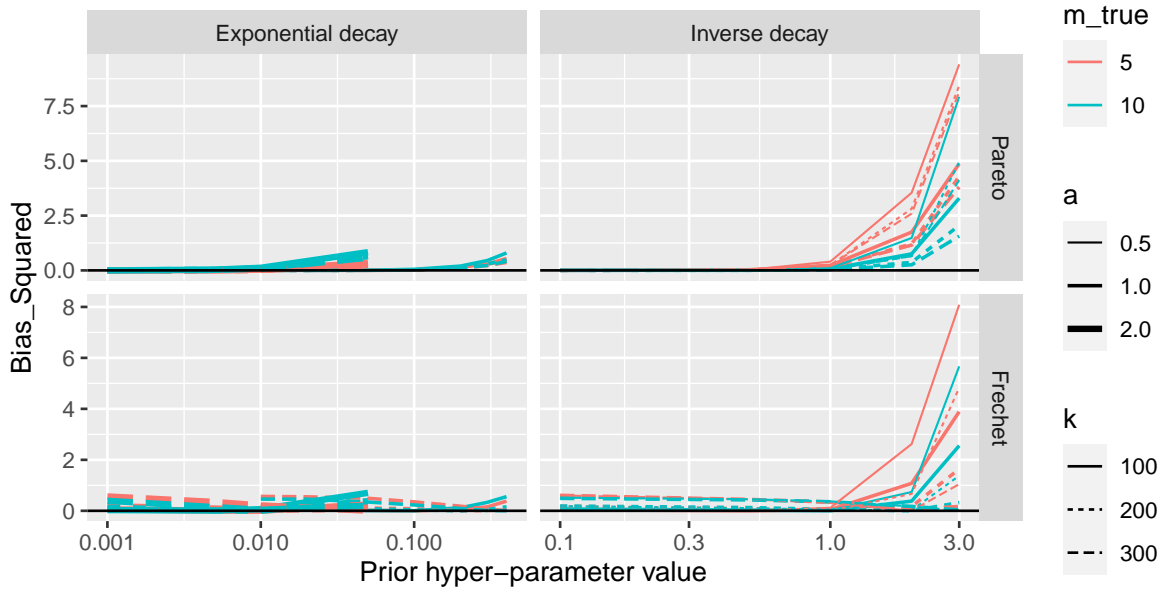 Exponential decay
Inverse decay
Bias_Squared
7.5
5.0
2.5
0.0
Pareto
8
6
4
2
0
Frechet
0.001
0.010
0.100
0.1
0.3
1.0
3.0
Prior hyper−parameter value
m_true
5
10
a
0.5
1.0
2.0
k
100
200
300